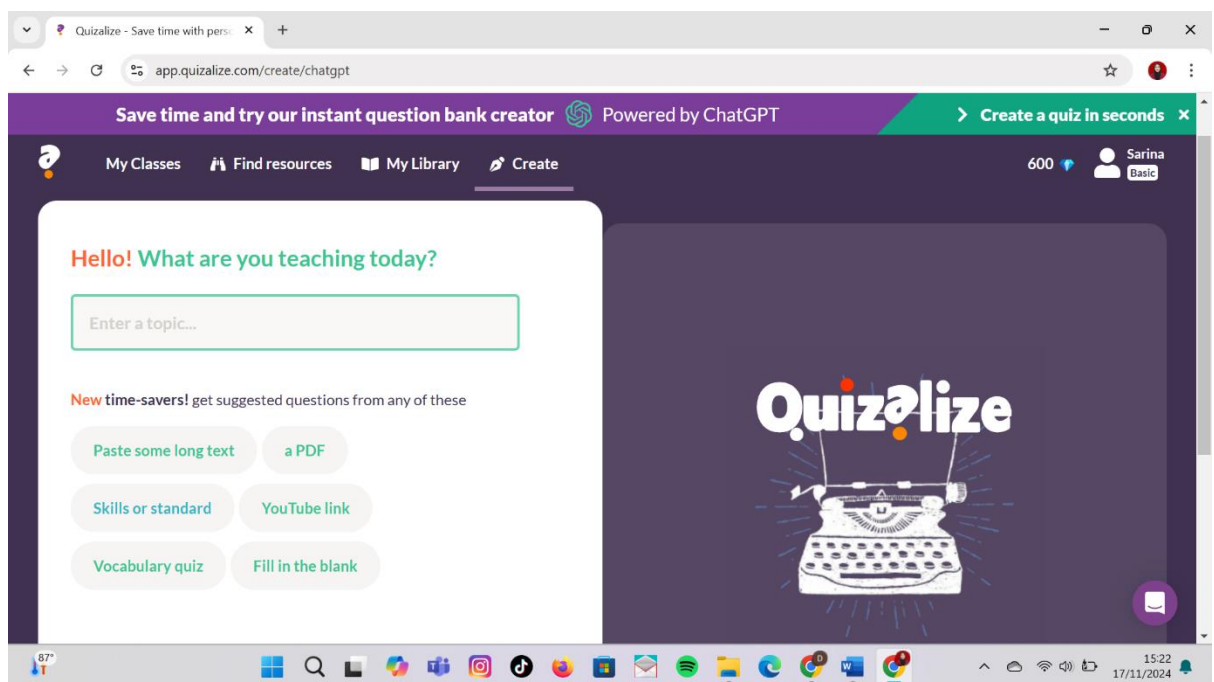 Quizalize - Save time with pers
app.quizalize.com/create/chatgpt
Save time and try our instant question bank creator Powered by ChatGPT
> Create a quiz in seconds ×
My Classes Find resources My Library Create
600 Sarina
Basic
Hello! What are you teaching today?
Enter a topic...
New time-savers! get suggested questions from any of these
Paste some long text a PDF
Skills or standard YouTube link
Vocabulary quiz Fill in the blank
Quizalize
87°
15:22
17/11/2024